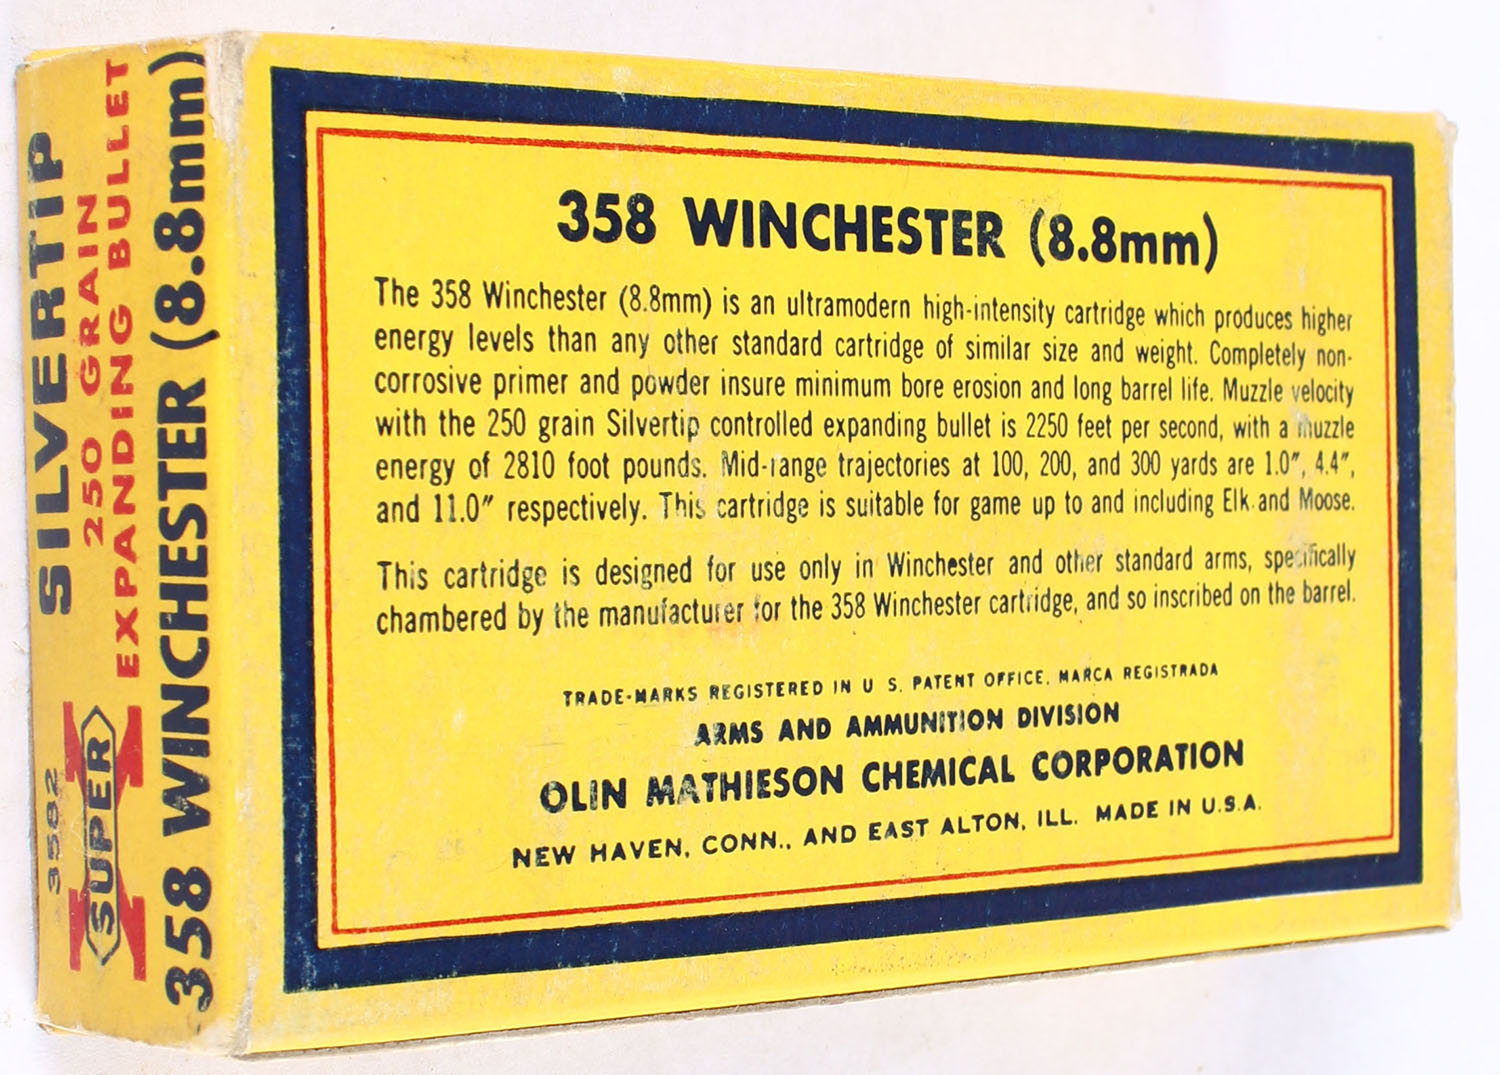 358 WINCHESTER (8.8mm)
The 358 Winchester (8.8mm) is an ultramodern high-intensity cartridge which produces higher
energy levels than any other standard cartridge of similar size and weight. Completely non-
corrosive primer and powder insure minimum bore erosion and long barrel life. Muzzle velocity
with the 250 grain Silvertip controlled expanding bullet is 2250 feet per second, with a muzzle
energy of 2810 foot pounds. Mid-range trajectories at 100, 200, and 300 yards are 1.0″, 4.4″,
and 11.0″ respectively. This cartridge is suitable for game up to and including Elk and Moose.
This cartridge is designed for use only in Winchester and other standard arms, specifically
chambered by the manufacturer for the 358 Winchester cartridge, and so inscribed on the barrel.
TRADE-MARKS REGISTERED IN U S. PATENT OFFICE, MARCA REGISTRADA
ARMS AND AMMUNITION DIVISION
OLIN MATHIESON CHEMICAL CORPORATION
NEW HAVEN, CONN., AND EAST ALTON, ILL. MADE IN U.S.A.
3582
SUPER X
SILVERTIP
250 GRAIN
EXPANDING BULLET
358 WINCHESTER (8.8mm)